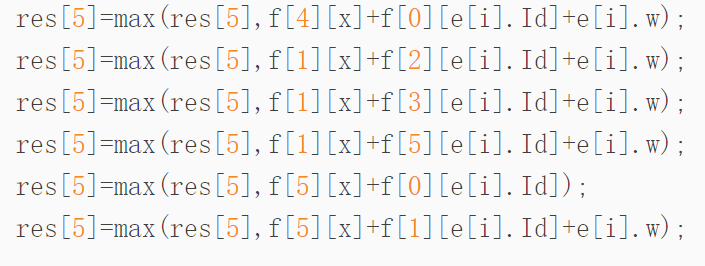 res[5]=max(res[5],f[4][x]+f[0][e[i].Id]+e[i].w);
res[5]=max(res[5],f[1][x]+f[2][e[i].Id]+e[i].w);
res[5]=max(res[5],f[1][x]+f[3][e[i].Id]+e[i].w);
res[5]=max(res[5],f[1][x]+f[5][e[i].Id]+e[i].w);
res[5]=max(res[5],f[5][x]+f[0][e[i].Id]);
res[5]=max(res[5],f[5][x]+f[1][e[i].Id]+e[i].w);